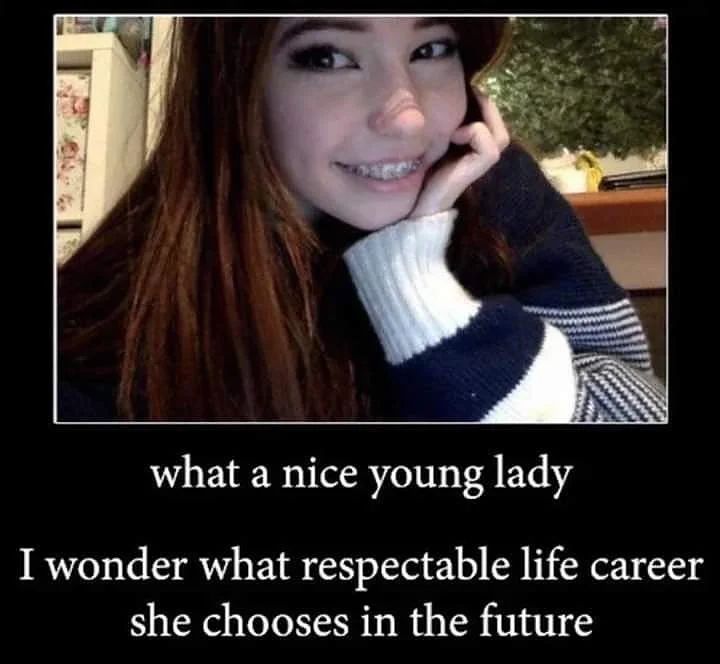 what a nice young lady
I wonder what respectable life career
she chooses in the future